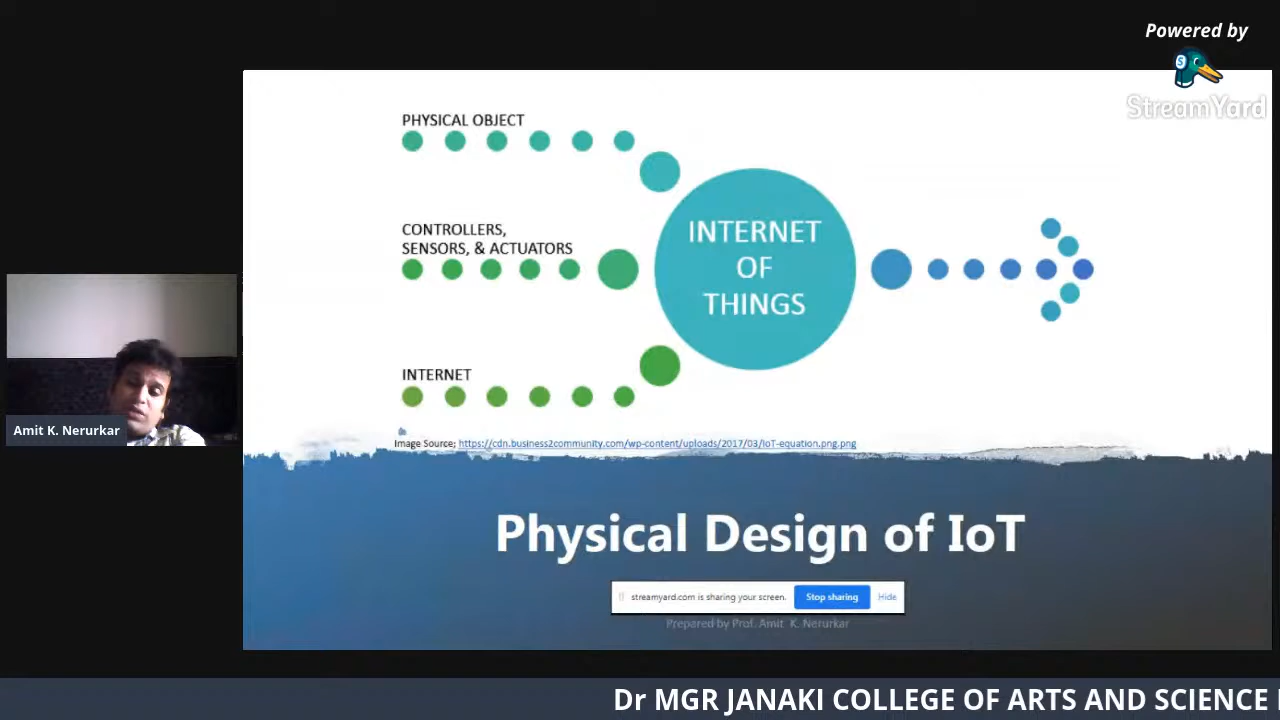 Powered by
StreamYard
PHYSICAL OBJECT
CONTROLLERS,
SENSORS, & ACTUATORS
INTERNET
INTERNET
OF
THINGS
Image Source; https://cdn.business2community.com/wp-content/uploads/2017/03/IoT-equation.png.png
Amit K. Nerurkar
Physical Design of IoT
streamyard.com is sharing your screen. Stop sharing Hide
Prepared by Prof. Amit K. Nerurkar
Dr MGR JANAKI COLLEGE OF ARTS AND SCIENCE